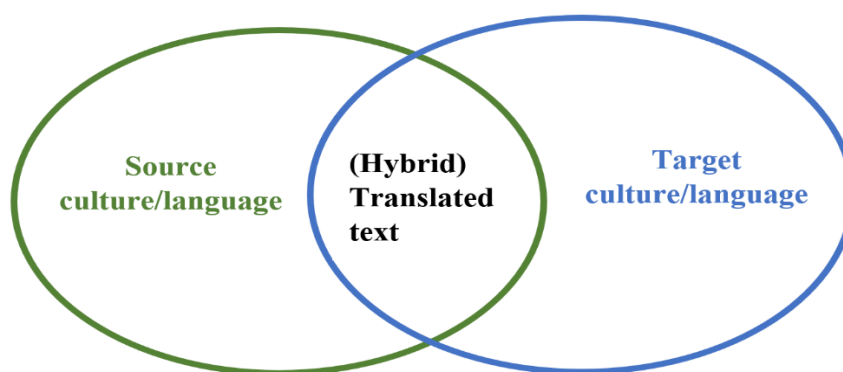 Source
culture/language
(Hybrid)
Translated
text
Target
culture/language